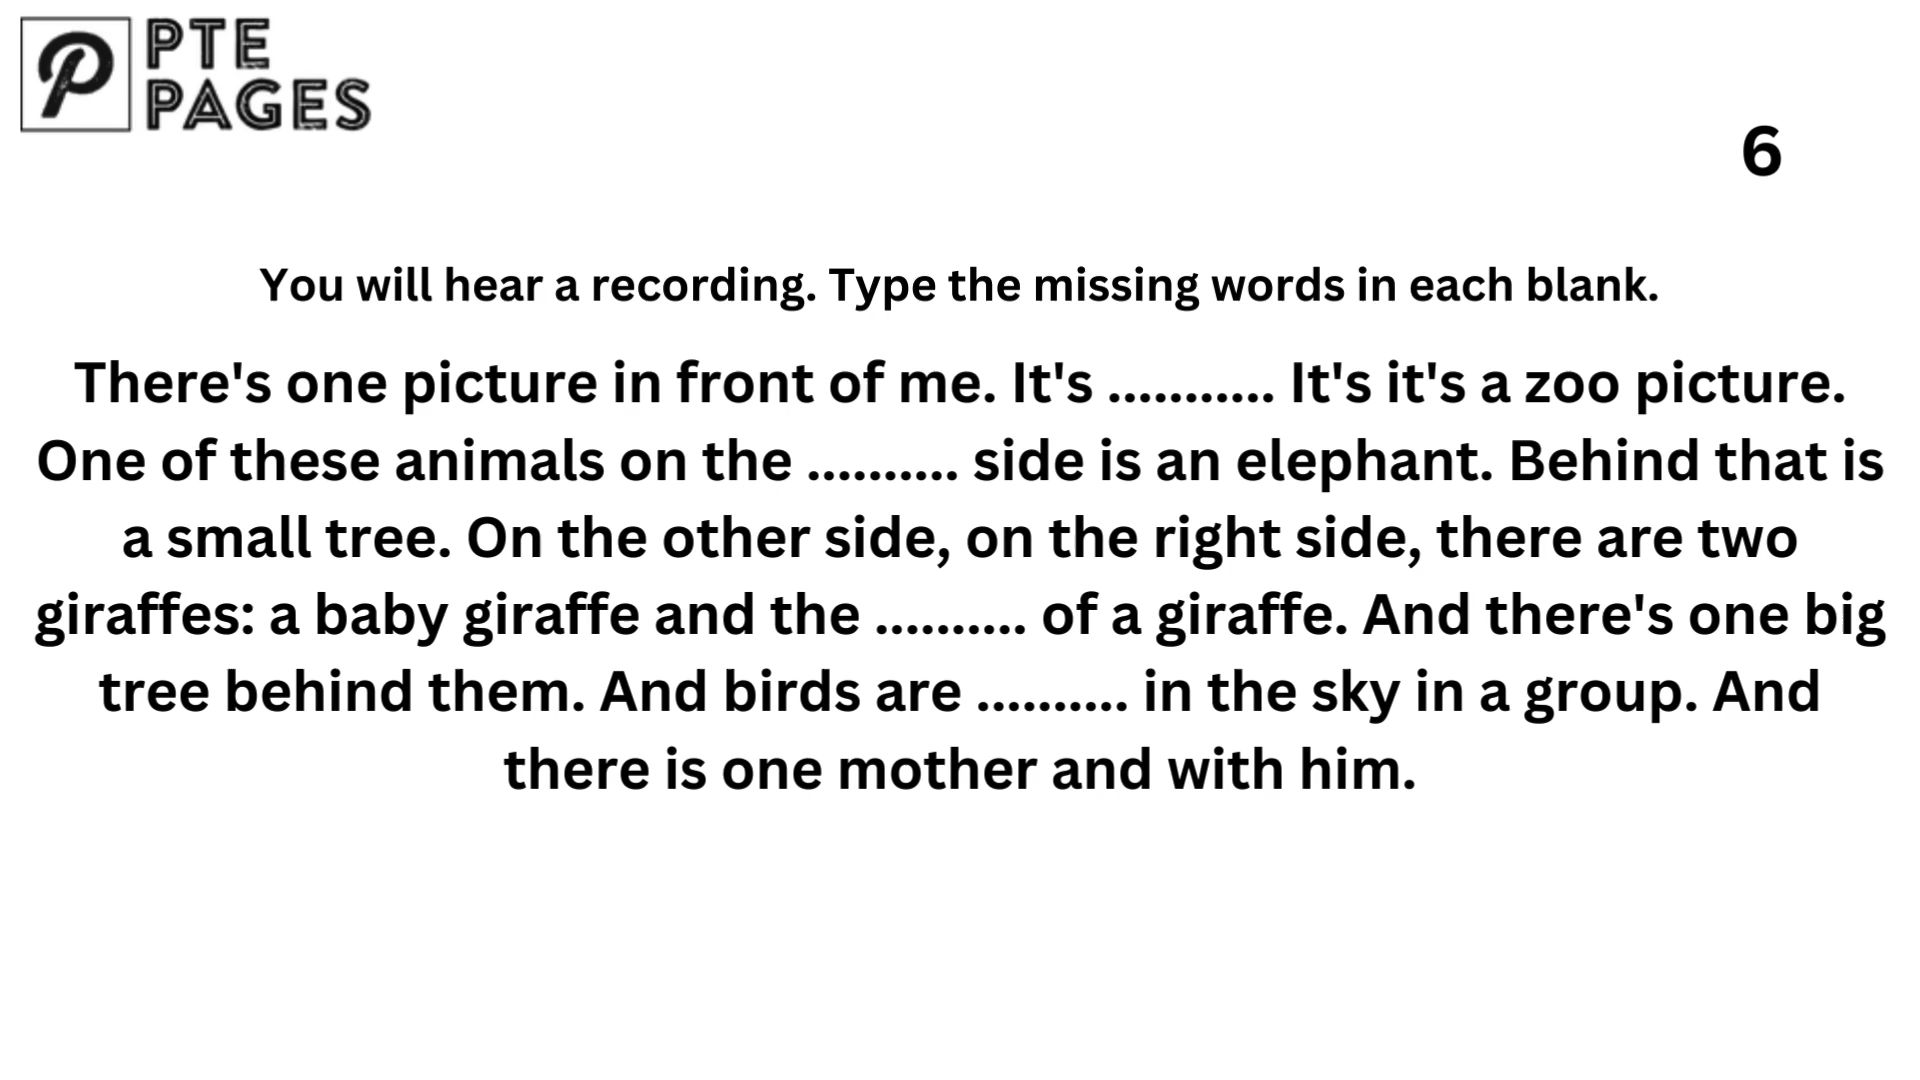 PTE
PAGES
6
You will hear a recording. Type the missing words in each blank.
There's one picture in front of me. It's ........... It's it's a zoo picture.
One of these animals on the .......... side is an elephant. Behind that is
a small tree. On the other side, on the right side, there are two
giraffes: a baby giraffe and the .......... of a giraffe. And there's one big
tree behind them. And birds are .......... in the sky in a group. And
there is one mother and with him.